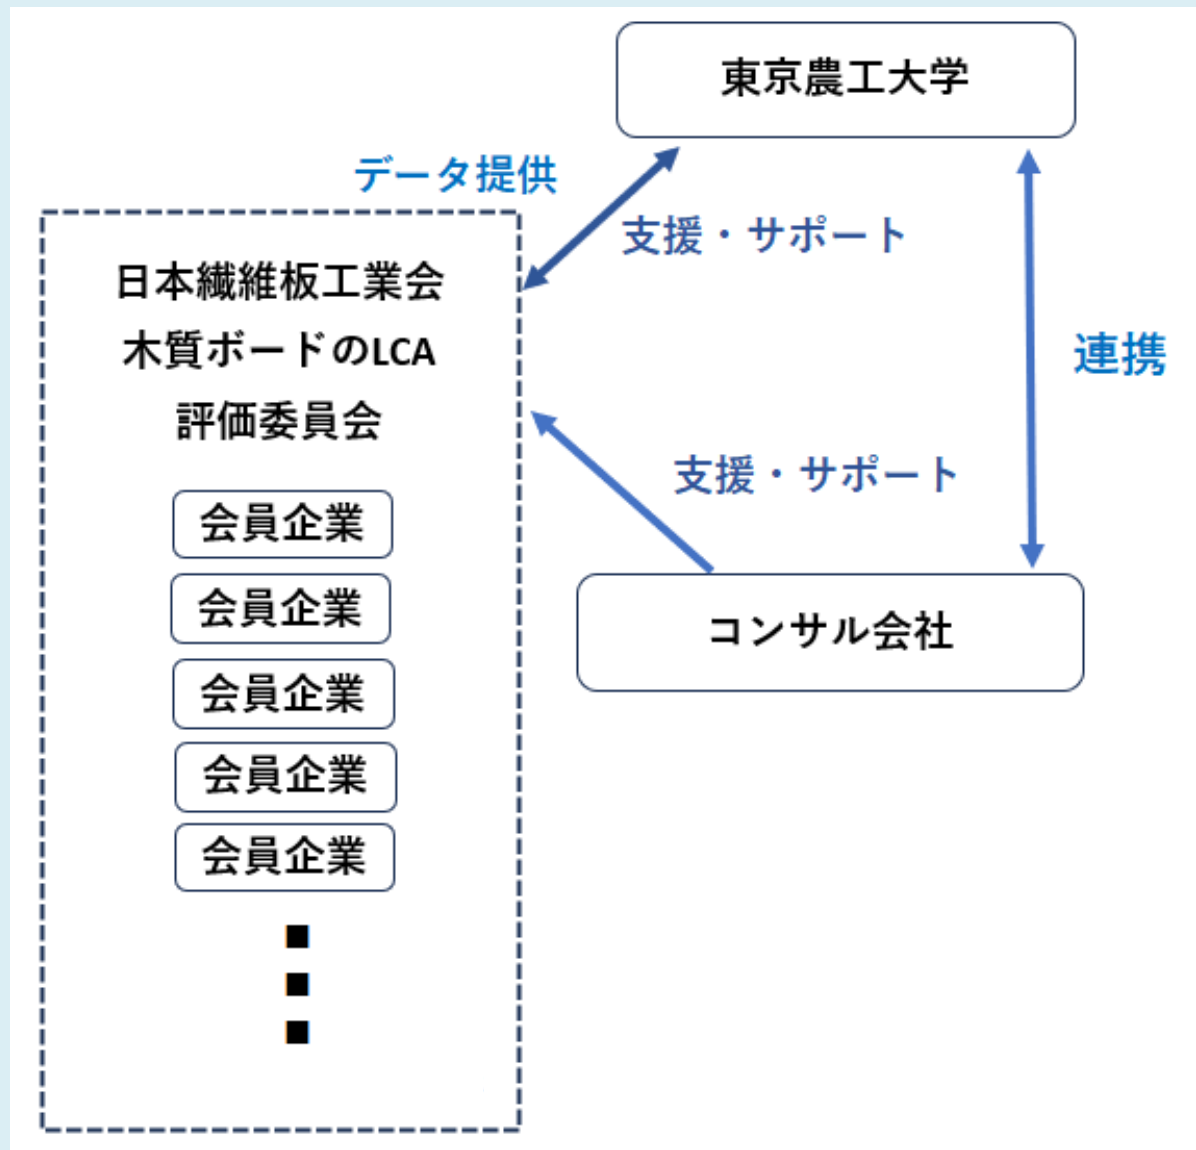 東京農工大学
データ提供
支援・サポート
日本繊維板工業会
木質ボードのLCA
評価委員会
連携
支援・サポート
会員企業
会員企業
会員企業
会員企業
会員企業
コンサル会社